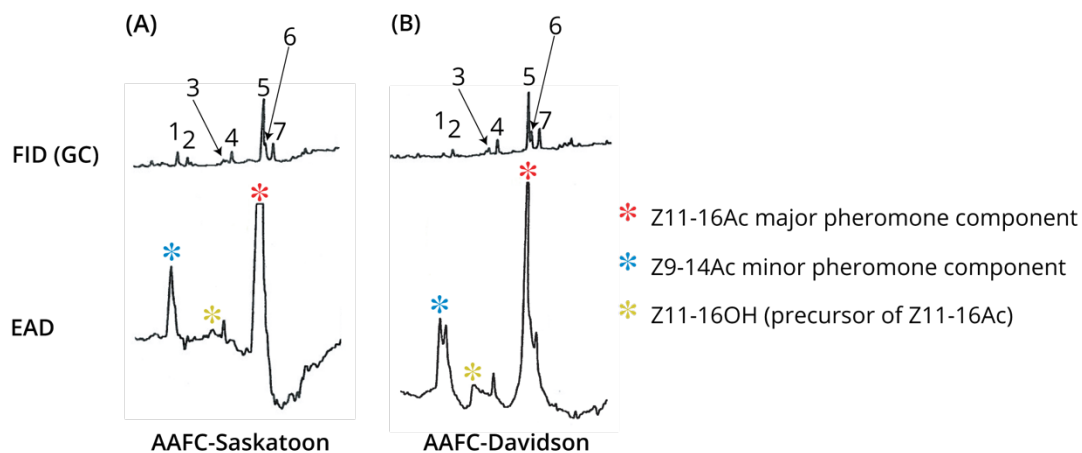 (A)
(B)
6
6
3
5
3
5
1
2
4
7
1
2
4
7
FID (GC)
* Z11-16Ac major pheromone component
* Z9-14Ac minor pheromone component
* Z11-16OH (precursor of Z11-16Ac)
EAD
AAFC-Saskatoon
AAFC-Davidson